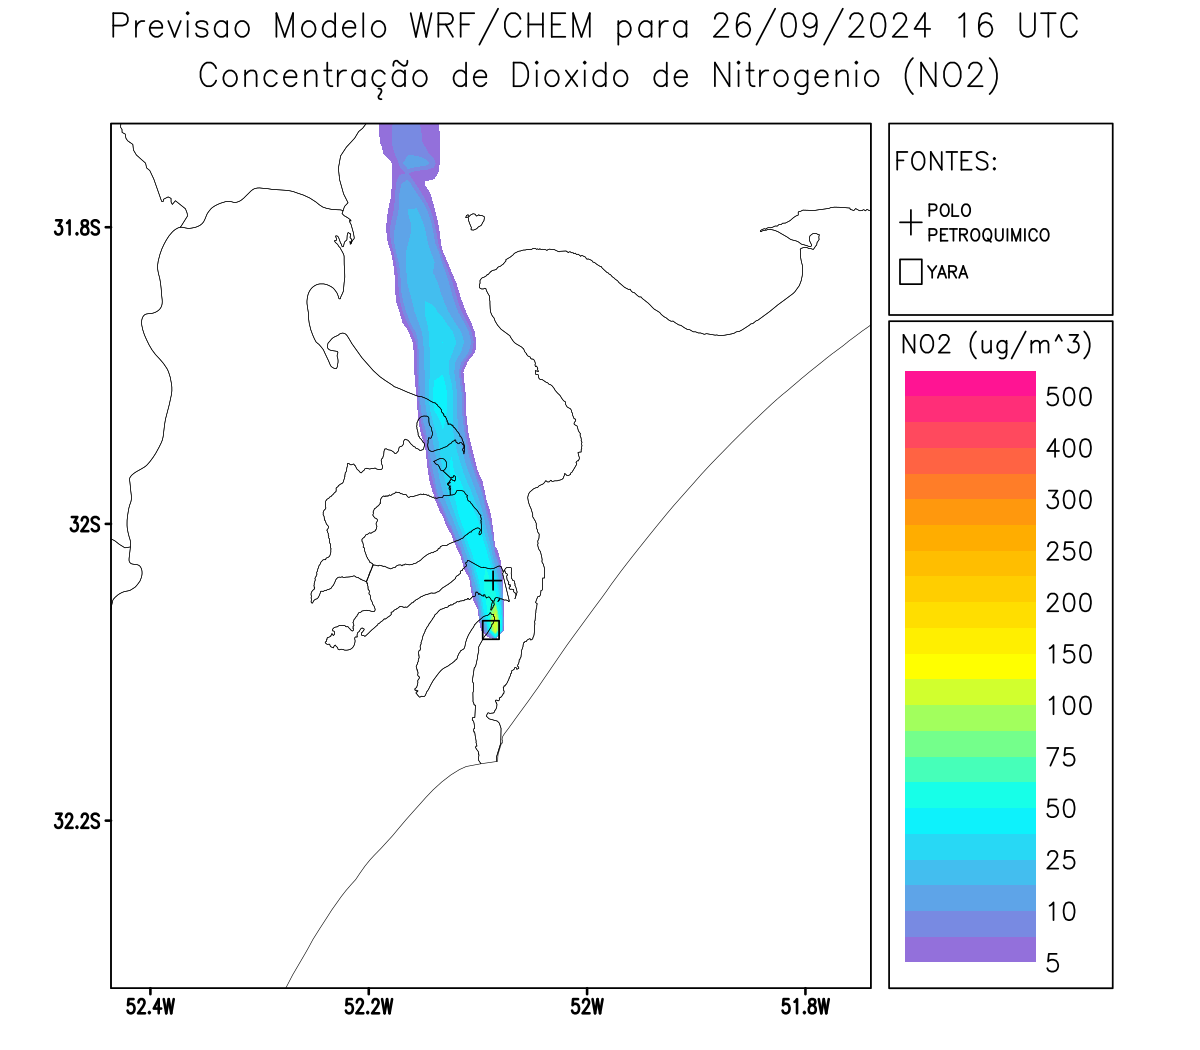 Previsao Modelo WRF/CHEM para 26/09/2024 16 UTC
Concentração de Dioxido de Nitrogenio (NO2)
FONTES:
POLO
PETROQUIMICO
YARA
NO2 (ug/m^3)
500
400
300
250
200
150
100
75
50
25
10
5
31.8S
32S
32.2S
52.4W
52.2W
52W
51.8W